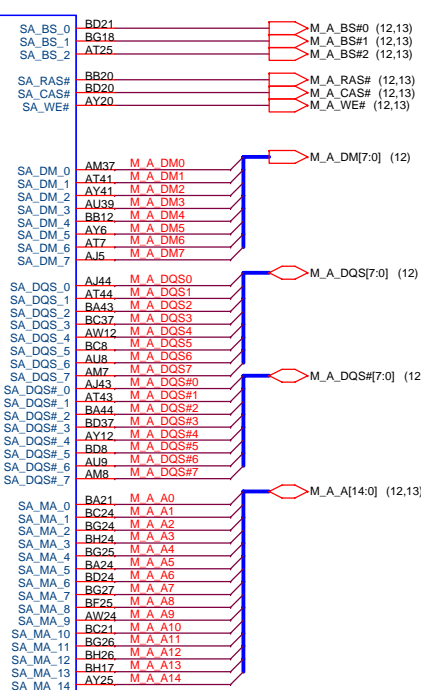 SA_BS_0 BD21 M_A_BS#0 (12,13)
SA_BS_1 BG18 M_A_BS#1 (12,13)
SA_BS_2 AT25 M_A_BS#2 (12,13)
SA_RAS# BB20 M_A_RAS# (12,13)
SA_CAS# BD20 M_A_CAS# (12,13)
SA_WE# AY20 M_A_WE# (12,13)
M_A_DM[7:0] (12)
SA_DM_0 AM37 M_A_DM0
SA_DM_1 AT41 M_A_DM1
SA_DM_2 AY41 M_A_DM2
SA_DM_3 AU39 M_A_DM3
SA_DM_4 BB12 M_A_DM4
SA_DM_5 AY6 M_A_DM5
SA_DM_6 AT7 M_A_DM6
SA_DM_7 AJ5 M_A_DM7
M_A_DQS[7:0] (12)
SA_DQS_0 AJ44 M_A_DQS0
SA_DQS_1 AT44 M_A_DQS1
SA_DQS_2 BA43 M_A_DQS2
SA_DQS_3 BC37 M_A_DQS3
SA_DQS_4 AW12 M_A_DQS4
SA_DQS_5 BC8 M_A_DQS5
SA_DQS_6 AU8 M_A_DQS6
SA_DQS_7 AM7 M_A_DQS7
M_A_DQS#[7:0] (12
SA_DQS#_0 AJ43 M_A_DQS#0
SA_DQS#_1 AT43 M_A_DQS#1
SA_DQS#_2 BA44 M_A_DQS#2
SA_DQS#_3 BD37 M_A_DQS#3
SA_DQS#_4 AY12 M_A_DQS#4
SA_DQS#_5 BD8 M_A_DQS#5
SA_DQS#_6 AU9 M_A_DQS#6
SA_DQS#_7 AM8 M_A_DQS#7
M_A_A[14:0] (12,13)
SA_MA_0 BA21 M_A_A0
SA_MA_1 BC24 M_A_A1
SA_MA_2 BG24 M_A_A2
SA_MA_3 BH24 M_A_A3
SA_MA_4 BG25 M_A_A4
SA_MA_5 BA24 M_A_A5
SA_MA_6 BD24 M_A_A6
SA_MA_7 BG27 M_A_A7
SA_MA_8 BF25 M_A_A8
SA_MA_9 AW24 M_A_A9
SA_MA_10 BC21 M_A_A10
SA_MA_11 BG26 M_A_A11
SA_MA_12 BH26 M_A_A12
SA_MA_13 BH17 M_A_A13
SA_MA_14 AY25 M_A_A14